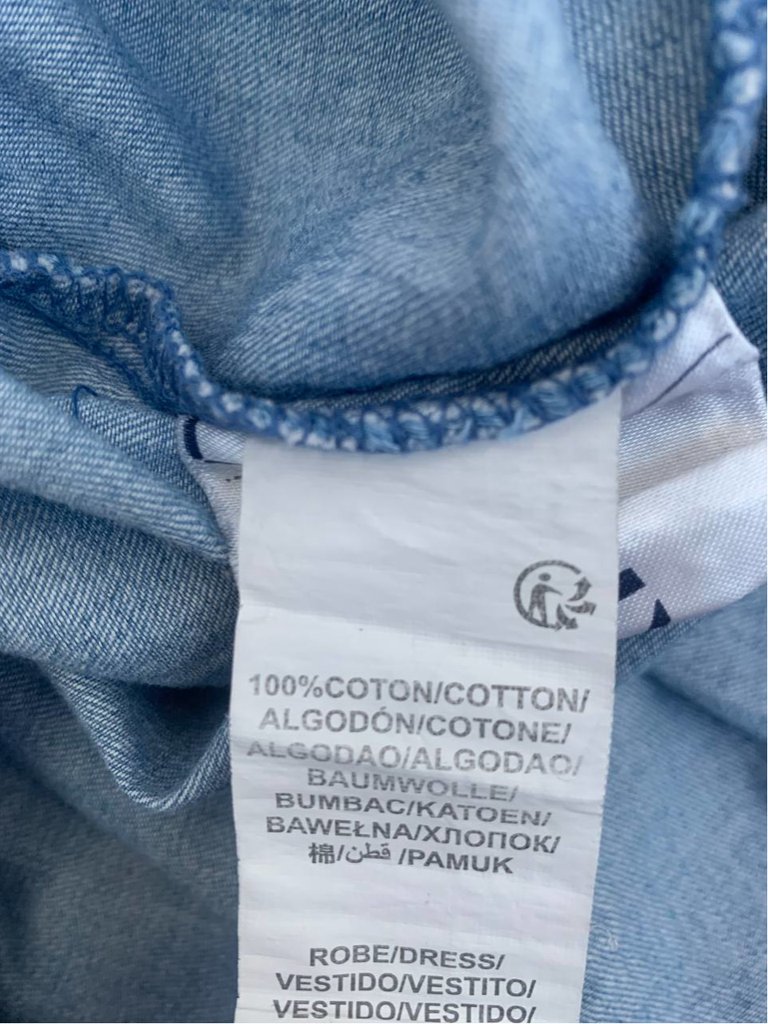 100%COTON/COTTON/
ALGODÓN/COTONE/
ALGODAO/ALGODAO/
BAUMWOLLE/
BUMBAC/KATOEN/
BAWEŁNA/ХЛОПОК/
棉/قطن /PAMUK
ROBE/DRESS/
VESTIDO/VESTITO/
VESTIDO/VESTIDO/